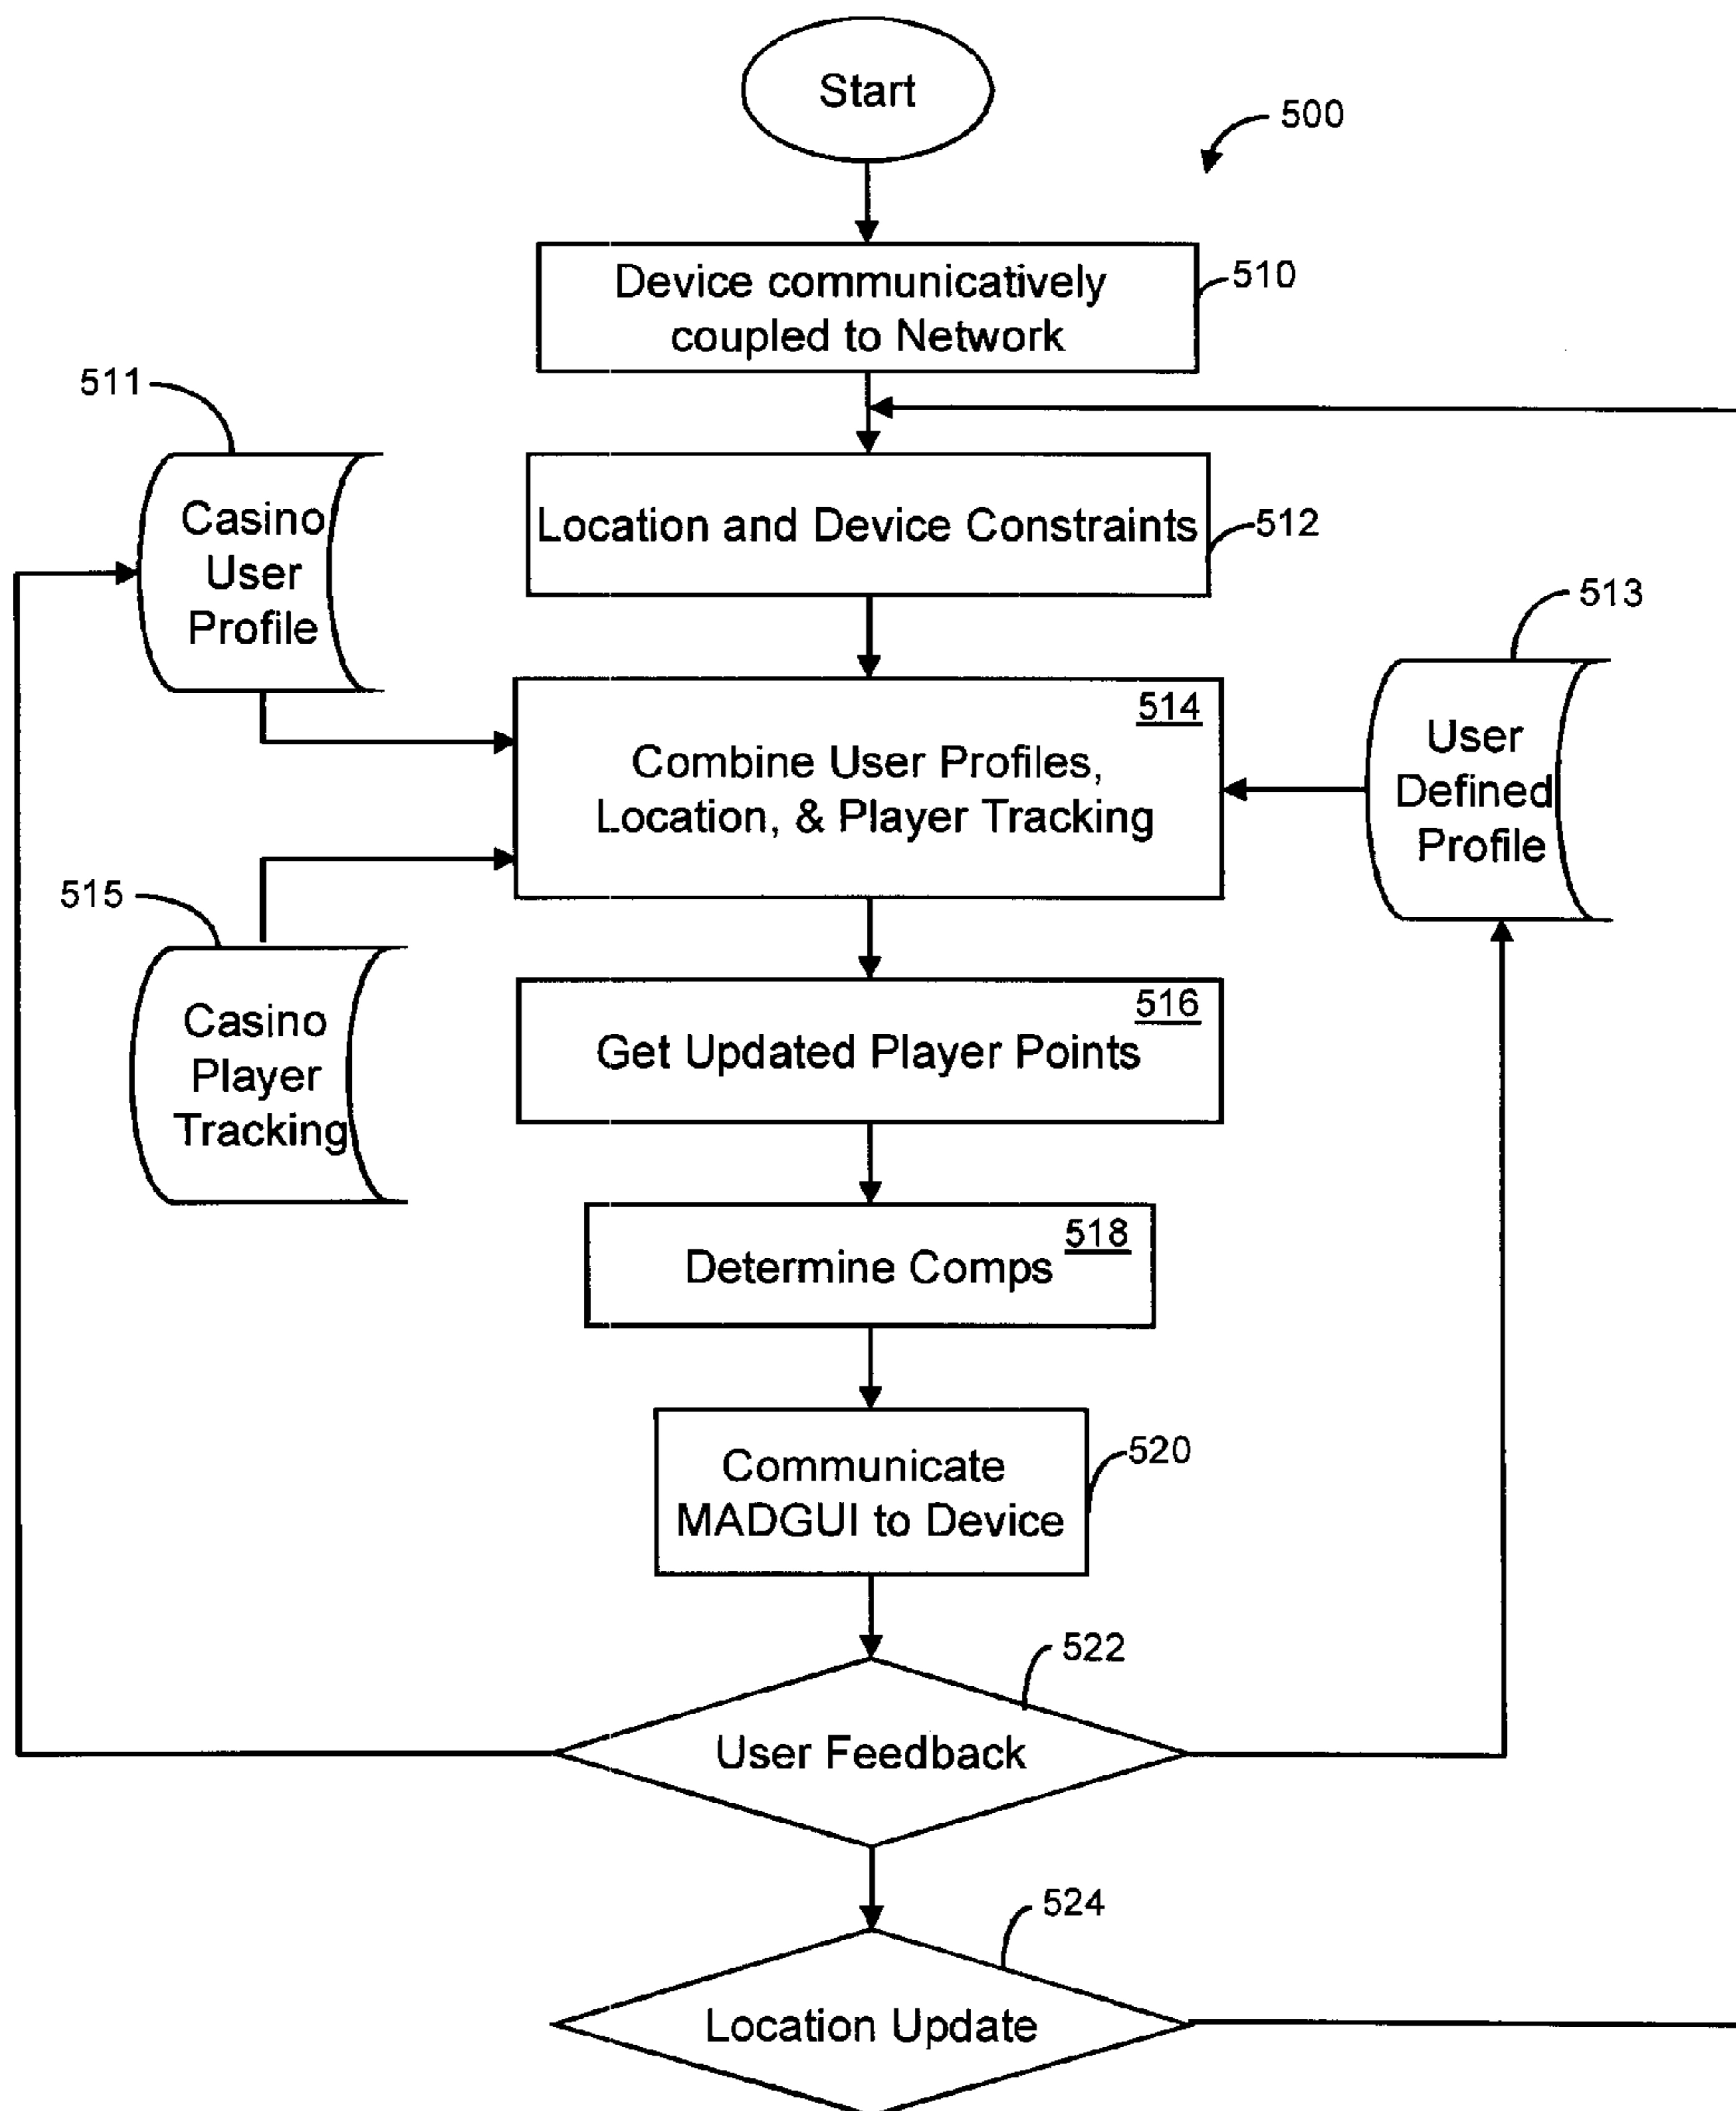 Start
500
Device communicatively
coupled to Network
510
511
Casino
User
Profile
Location and Device Constraints
512
513
User
Defined
Profile
514
Combine User Profiles,
Location, & Player Tracking
515
Casino
Player
Tracking
516
Get Updated Player Points
518
Determine Comps
Communicate
MADGUI to Device
520
522
User Feedback
524
Location Update